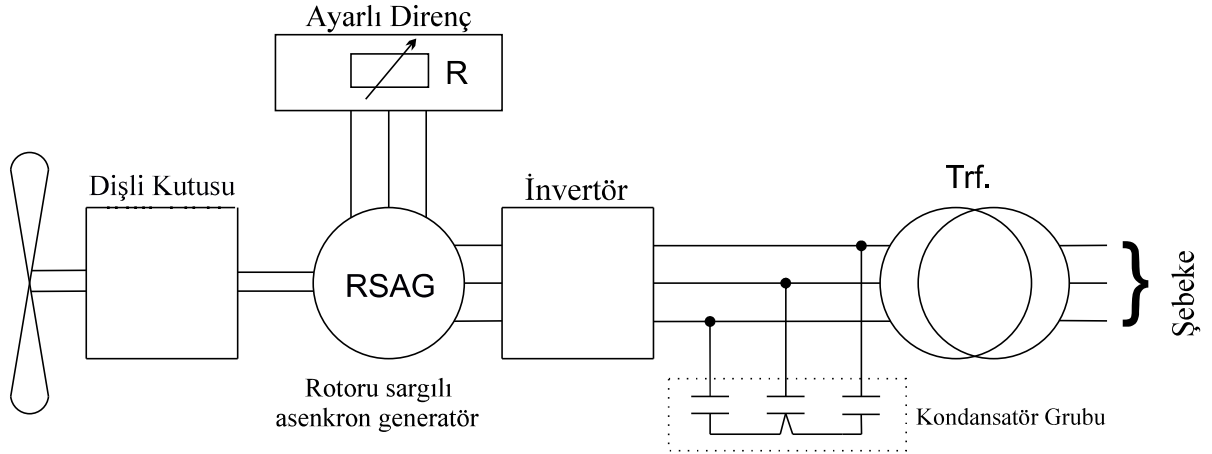 Ayarlı Direnç
R
Dişli Kutusu
İnvertör
Trf.
RSAG
Şebeke
Rotoru sargılı
asenkron generatör
Kondansatör Grubu